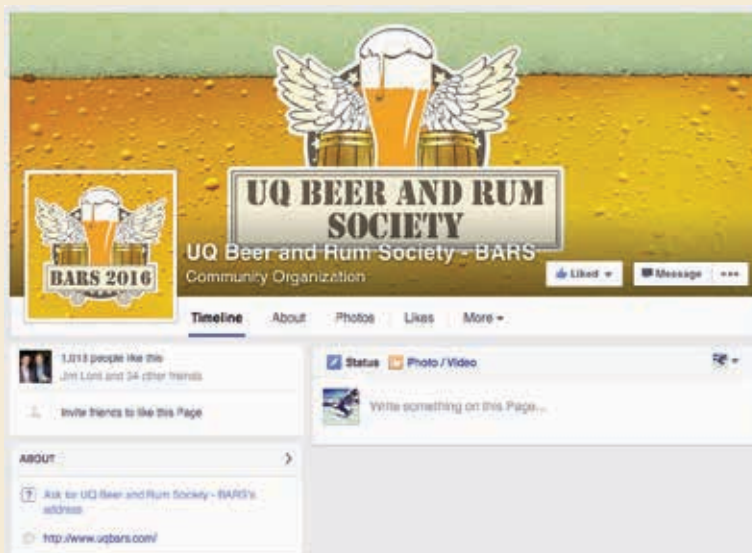 UQ BEER AND RUM
SOCIETY
BARS 2016
UQ Beer and Rum Society - BARS
Community Organization
Liked
Message
Timeline
About
Photos
Likes
More
people like this
and 34 other friends
Invite friends to like this Page
Status
Photo / Video
Write something on this Page...
ABOUT
Ask for UQ Beer and Rum Society - BARS's
address
http://www.uqbars.com/